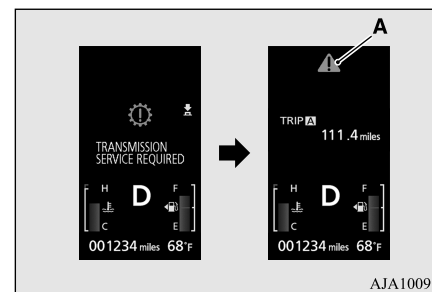 A
TRANSMISSION
SERVICE REQUIRED
F H D F
C E
001234 miles 68°F
TRIP A
111.4 miles
F H D F
C E
001234 miles 68°F
AJA1009